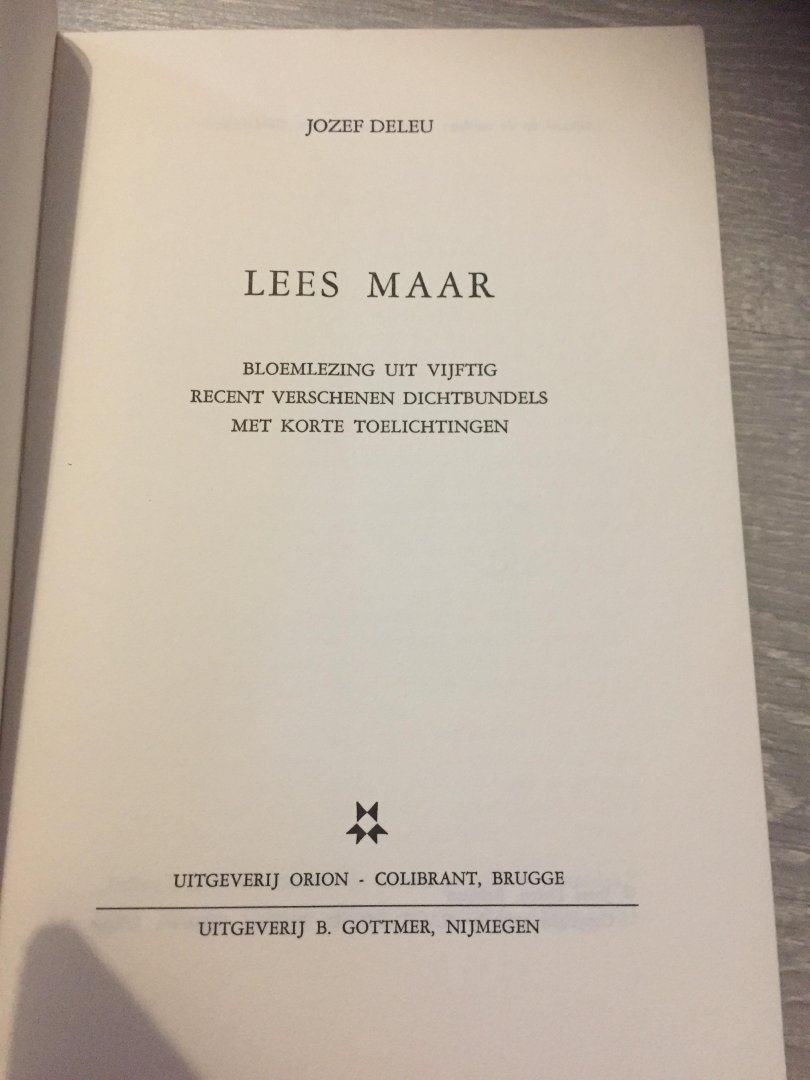 JOZEF DELEU
LEES MAAR
BLOEMLEZING UIT VIJFTIG
RECENT VERSCHENEN DICHTBUNDELS
MET KORTE TOELICHTINGEN
UITGEVERIJ ORION - COLIBRANT, BRUGGE
UITGEVERIJ B. GOTTMER, NIJMEGEN